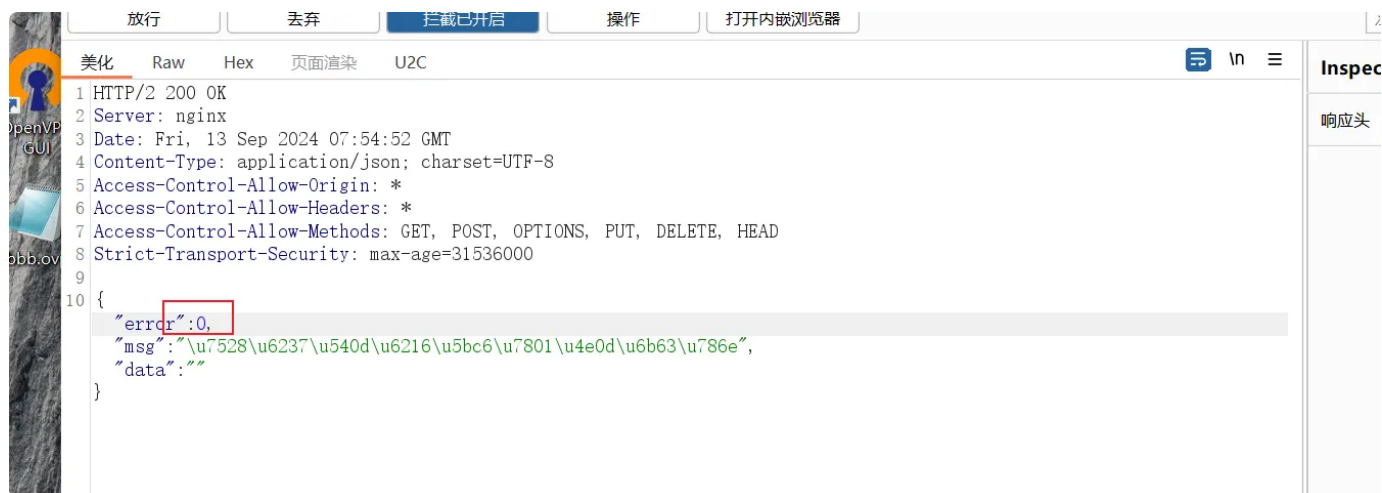 放行 丢弃 拦截已开启 操作 打开内嵌浏览器
美化 Raw Hex 页面渲染 U2C \n ☰
Inspec
响应头
OpenVP
GUI
bbb.ov
1 HTTP/2 200 OK
2 Server: nginx
3 Date: Fri, 13 Sep 2024 07:54:52 GMT
4 Content-Type: application/json; charset=UTF-8
5 Access-Control-Allow-Origin: *
6 Access-Control-Allow-Headers: *
7 Access-Control-Allow-Methods: GET, POST, OPTIONS, PUT, DELETE, HEAD
8 Strict-Transport-Security: max-age=31536000
9
10 {
"error":0,
"msg":"\u7528\u6237\u540d\u6216\u5bc6\u7801\u4e0d\u6b63\u786e",
"data":""
}